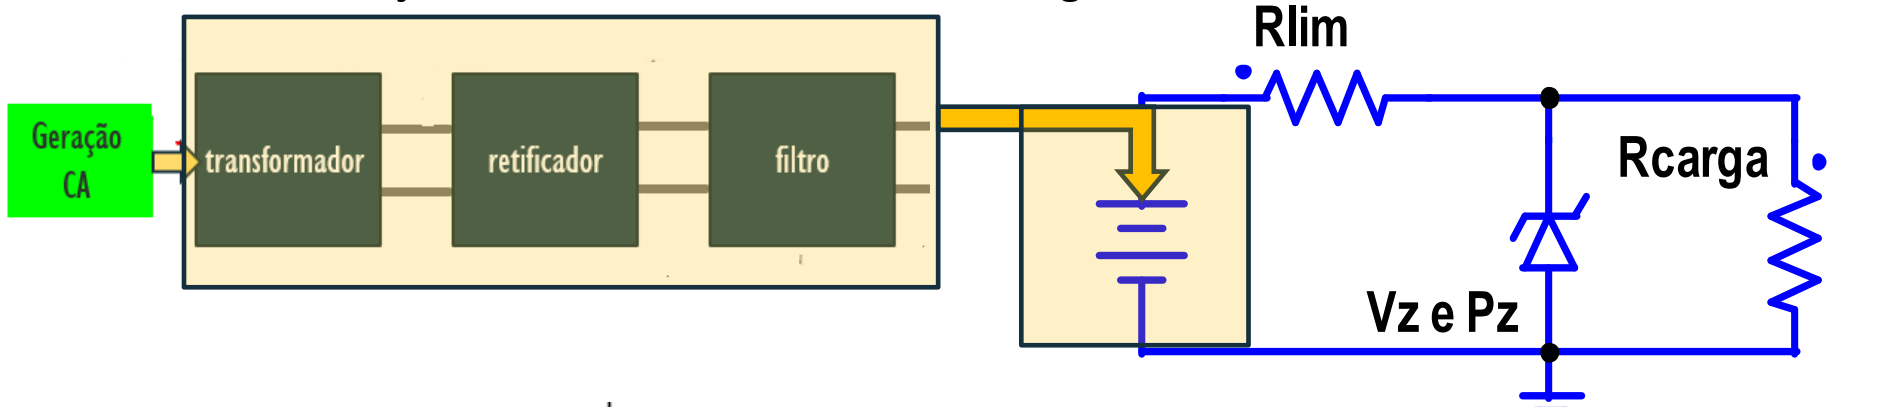 Rlim
Geração
CA
transformador
retificador
filtro
Rcarga
Vz e Pz